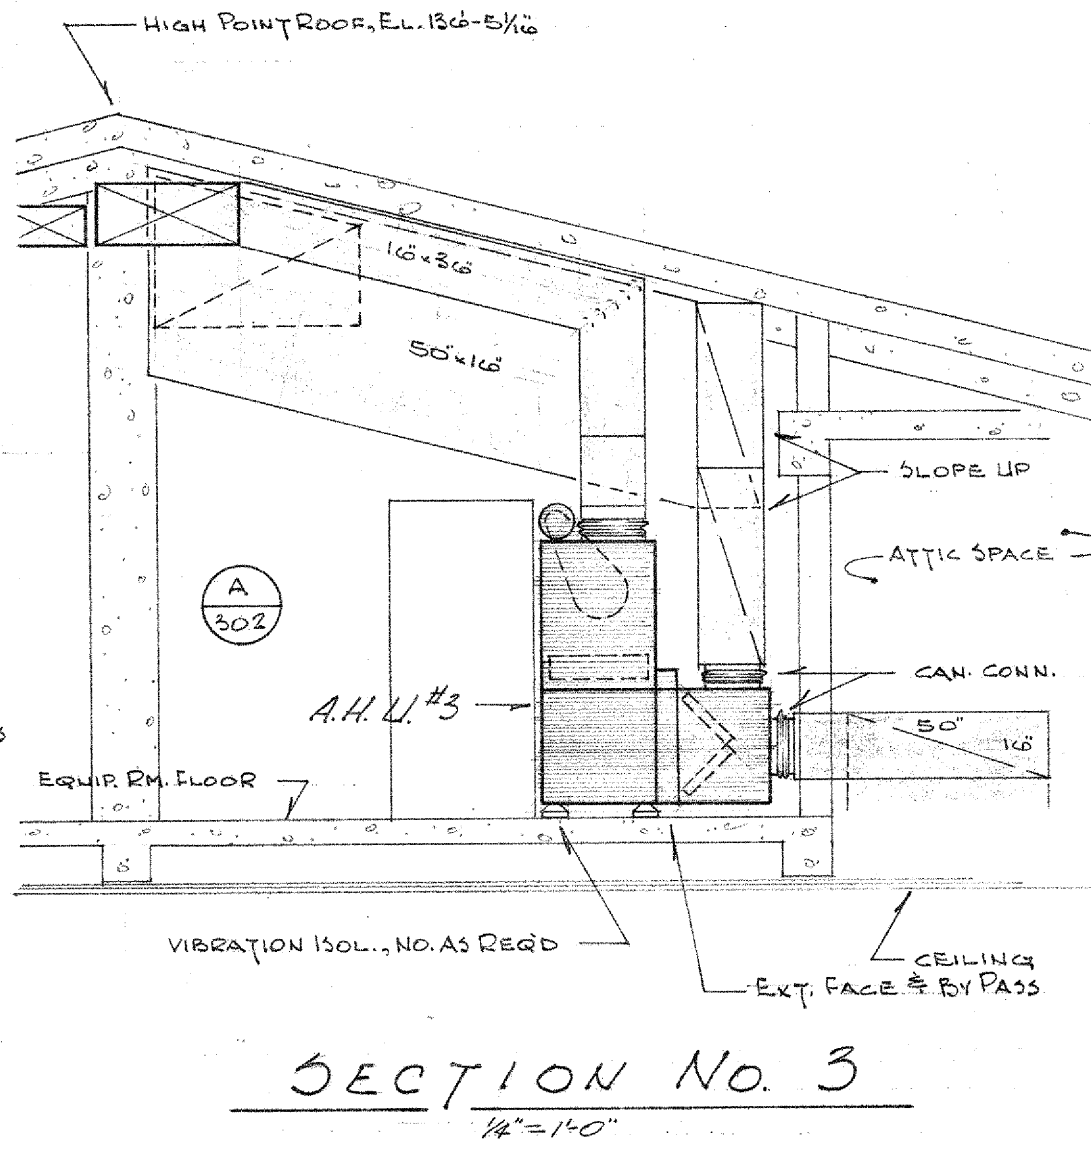 HIGH POINT ROOF, EL. 136'-5 1/16"
16"x36"
50"x16"
SLOPE UP
ATTIC SPACE
A
302
CAN. CONN.
A.H.U. #3
50"
16"
EQUIP. RM. FLOOR
VIBRATION ISOL., NO. AS REQ'D
CEILING
EXT. FACE & BY PASS
SECTION No. 3
1/4"=1'-0"